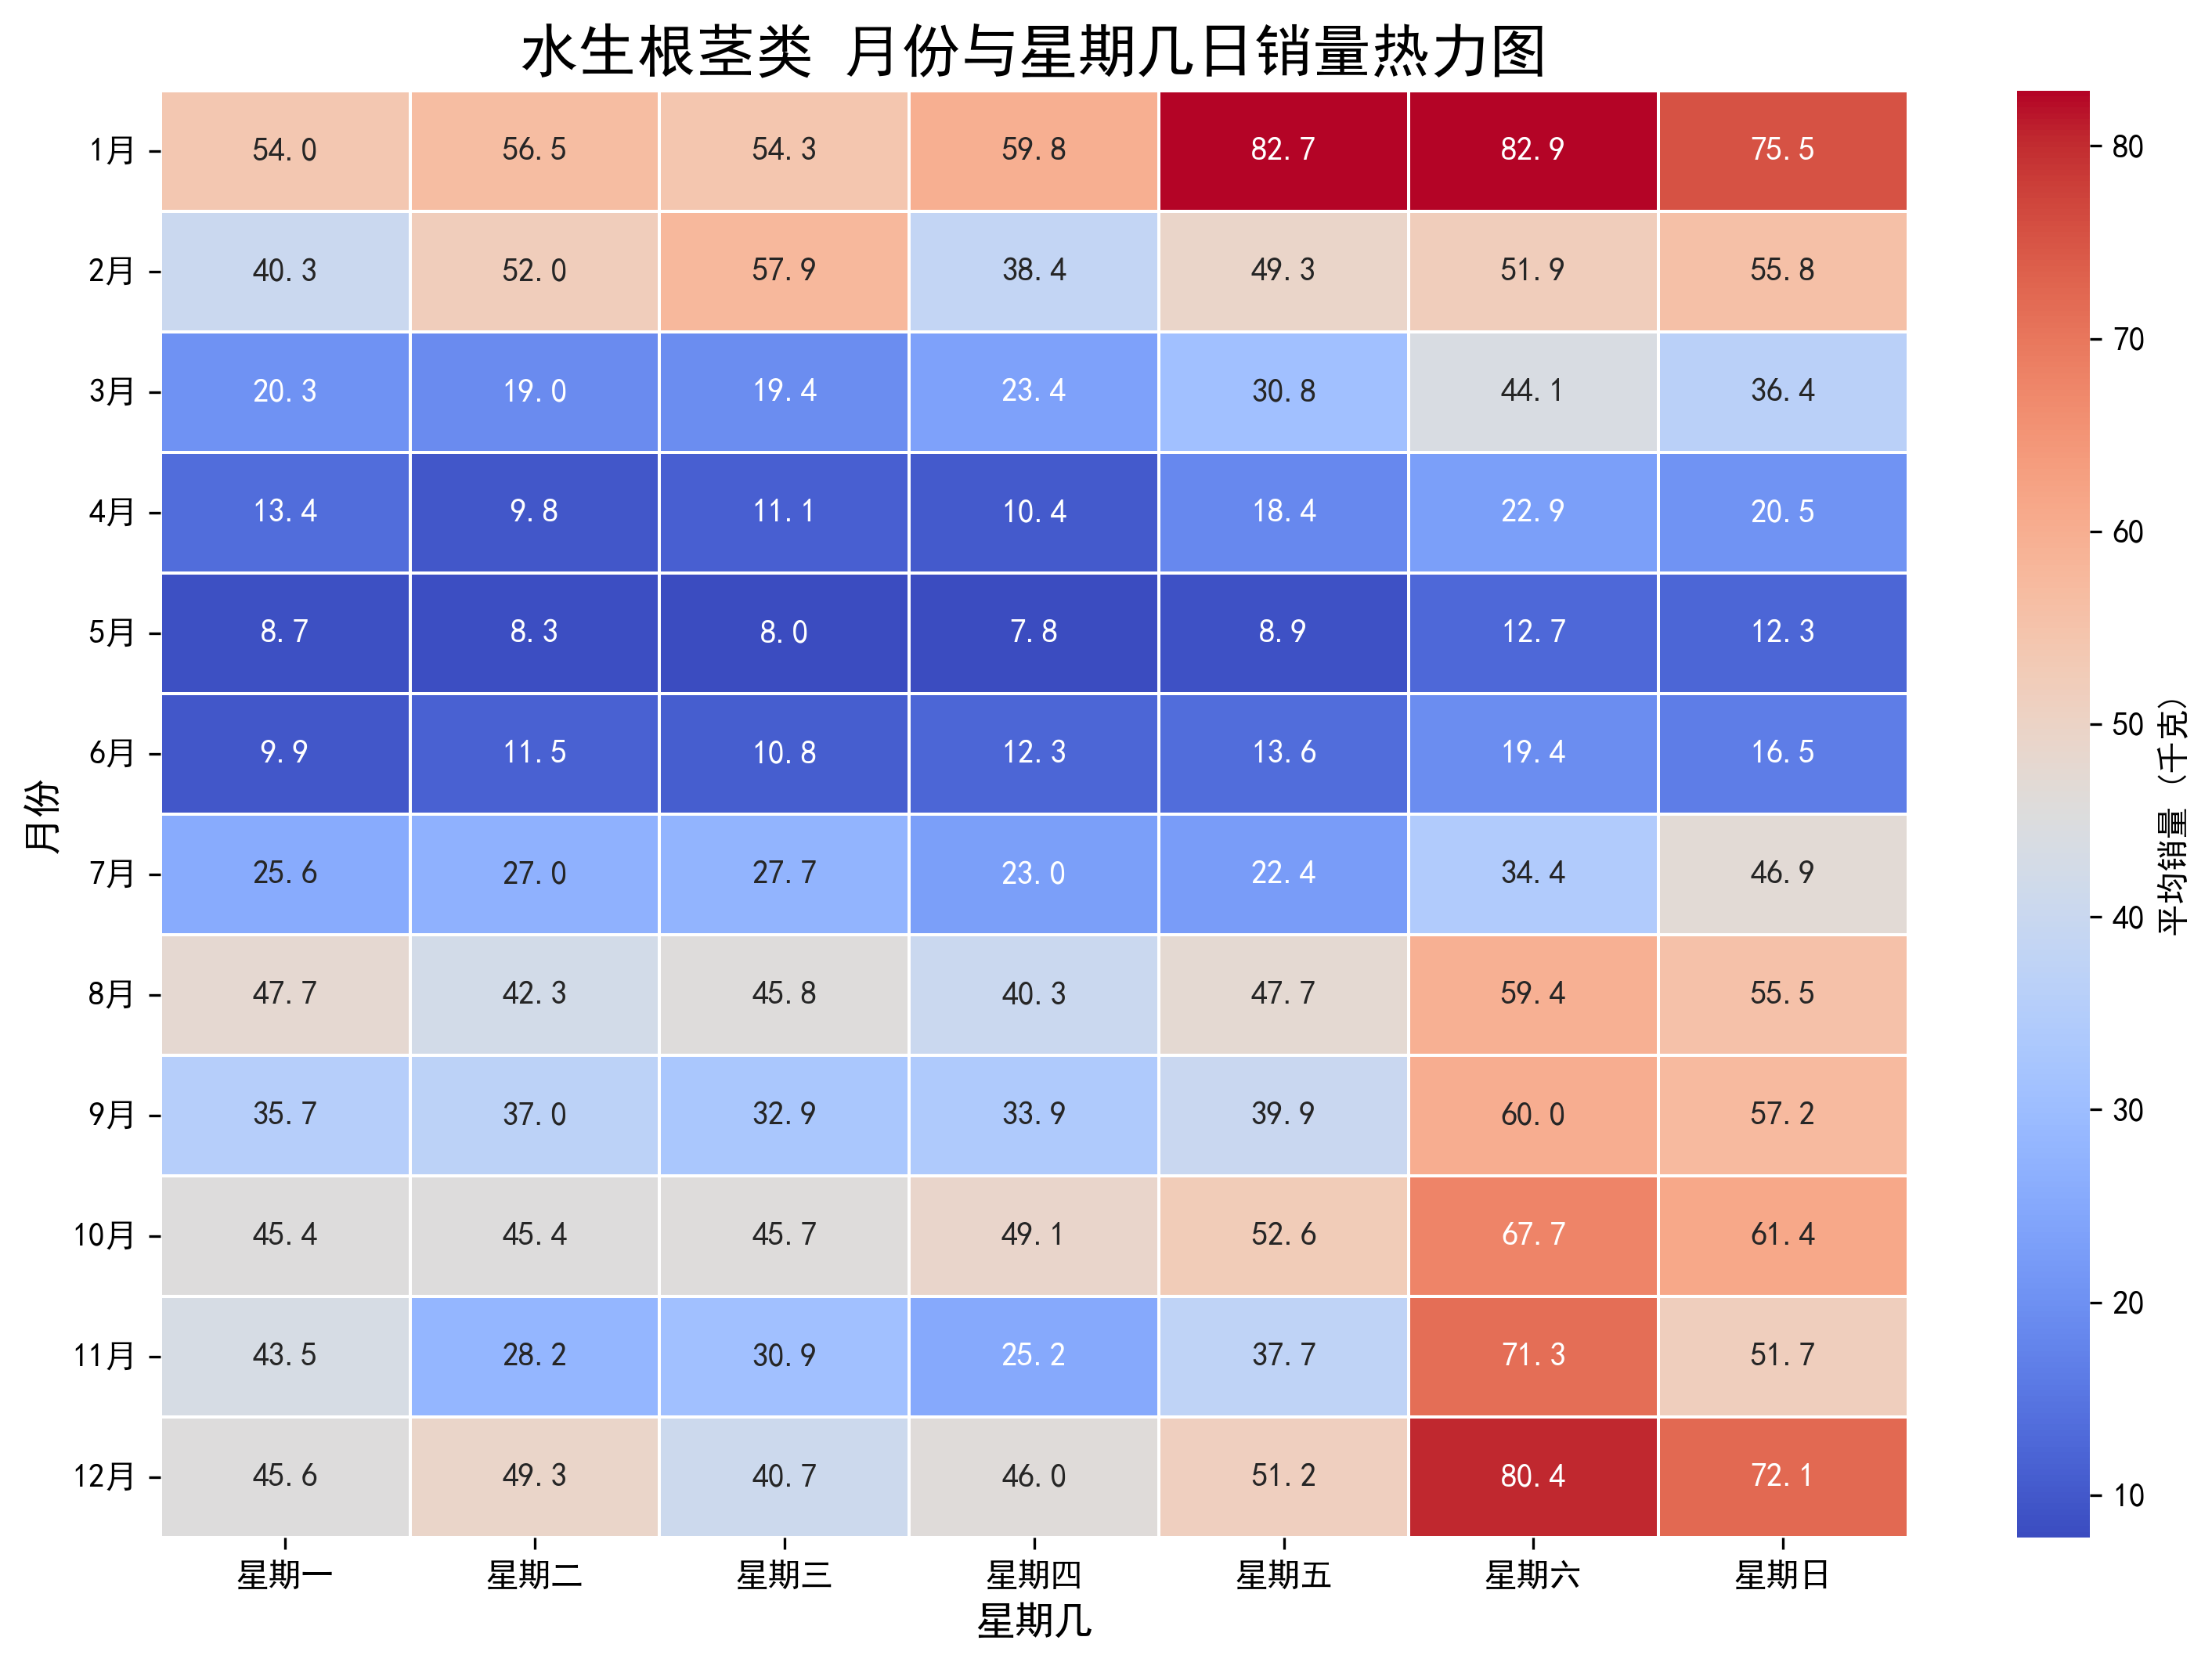 水生根茎类 月份与星期几日销量热力图
1月 54.0 56.5 54.3 59.8 82.7 82.9 75.5
2月 40.3 52.0 57.9 38.4 49.3 51.9 55.8
3月 20.3 19.0 19.4 23.4 30.8 44.1 36.4
4月 13.4 9.8 11.1 10.4 18.4 22.9 20.5
5月 8.7 8.3 8.0 7.8 8.9 12.7 12.3
6月 9.9 11.5 10.8 12.3 13.6 19.4 16.5
7月 25.6 27.0 27.7 23.0 22.4 34.4 46.9
8月 47.7 42.3 45.8 40.3 47.7 59.4 55.5
9月 35.7 37.0 32.9 33.9 39.9 60.0 57.2
10月 45.4 45.4 45.7 49.1 52.6 67.7 61.4
11月 43.5 28.2 30.9 25.2 37.7 71.3 51.7
12月 45.6 49.3 40.7 46.0 51.2 80.4 72.1
星期一 星期二 星期三 星期四 星期五 星期六 星期日
星期几
月份
80
70
60
50
40
30
20
10
平均销量（千克）